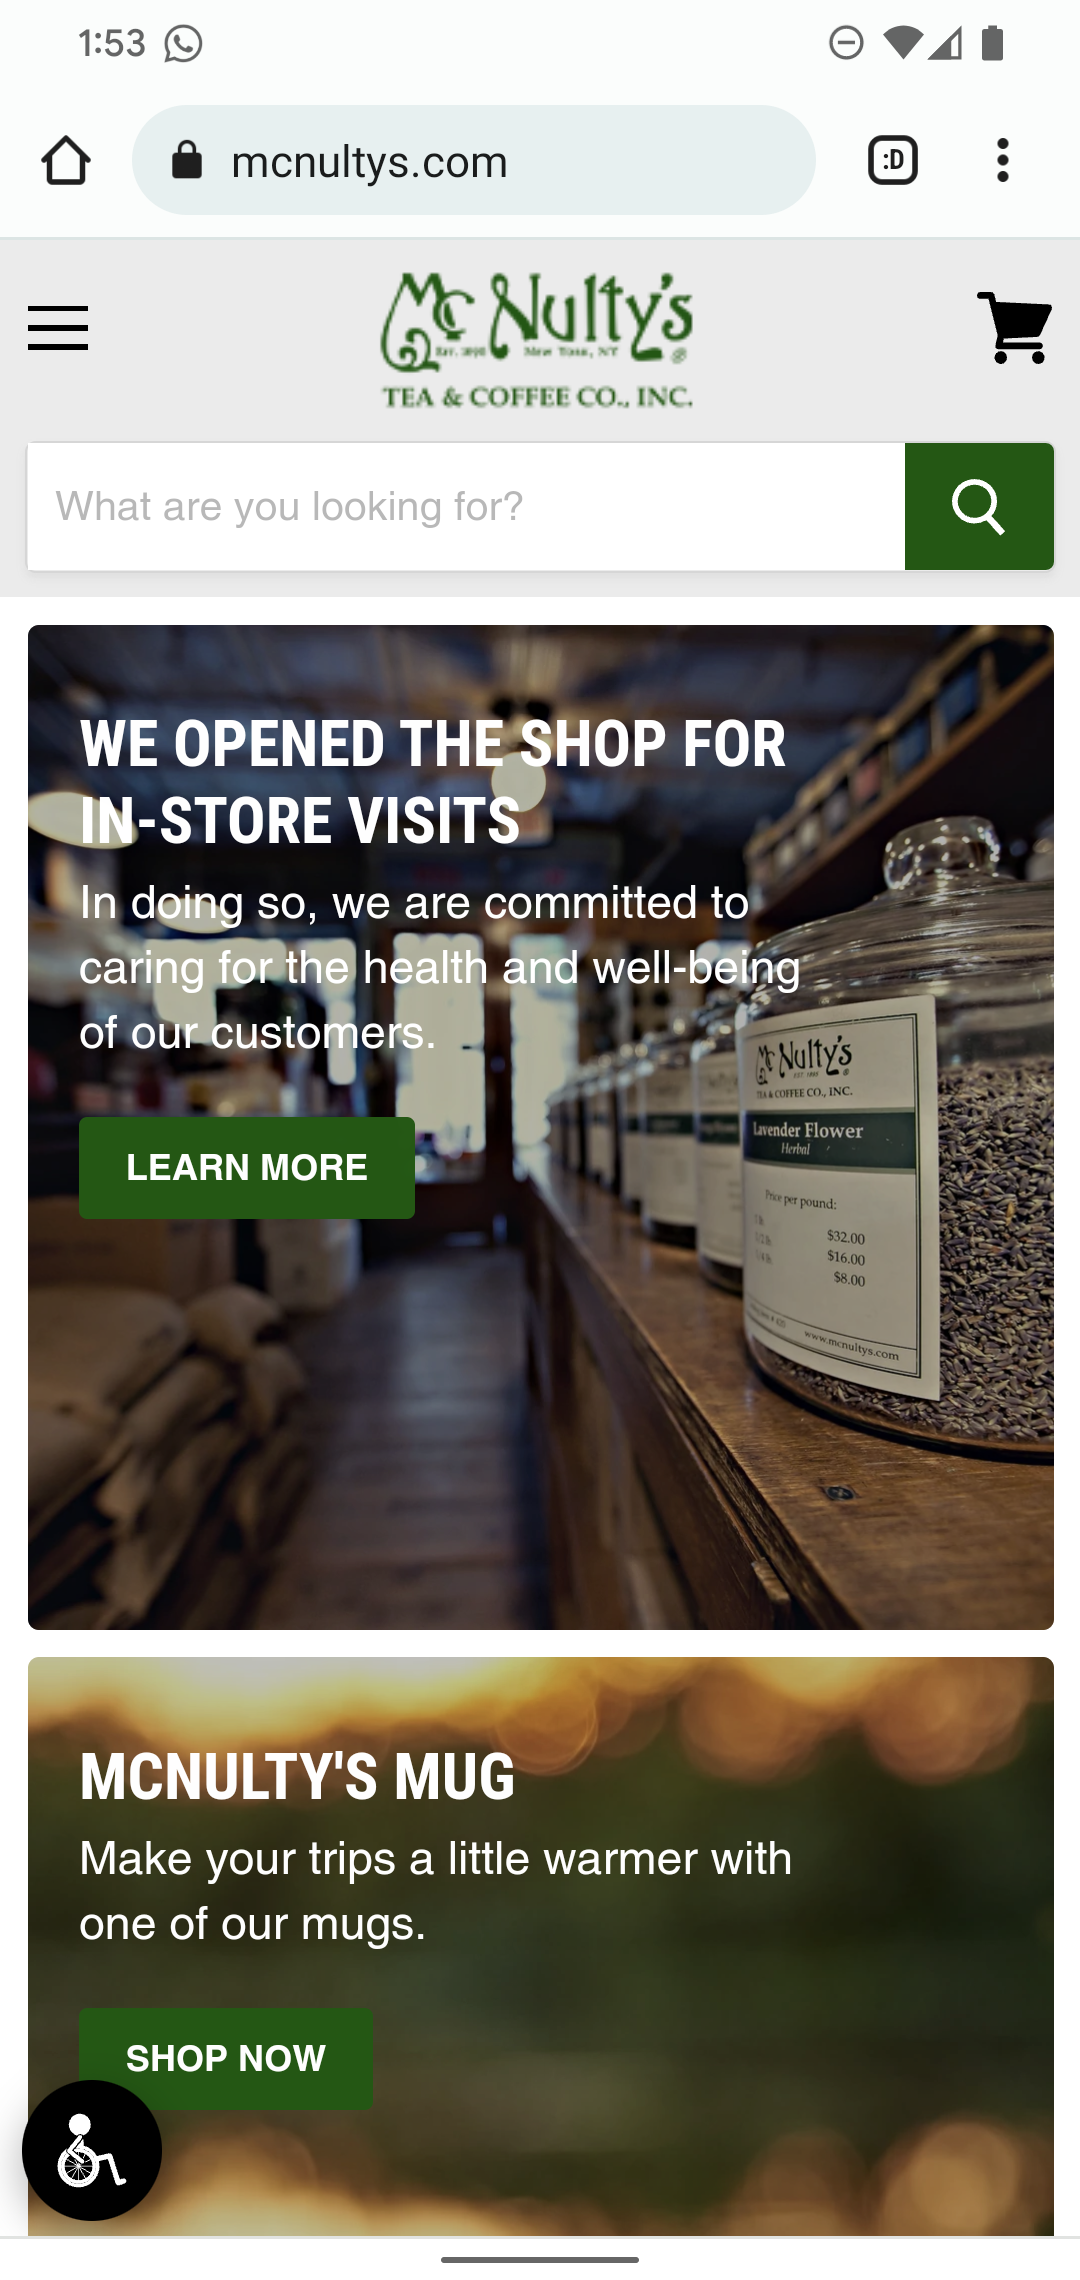 1:53
mcnultys.com
:D
McNulty's
Est. 1895 New York, NY
TEA & COFFEE CO., INC.
What are you looking for?
WE OPENED THE SHOP FOR
IN-STORE VISITS
In doing so, we are committed to
caring for the health and well-being
of our customers.
LEARN MORE
McNulty's
TEA & COFFEE CO., INC.
Lavender Flower
Herbal
Price per pound:
$32.00
$16.00
$8.00
www.mcnultys.com
MCNULTY'S MUG
Make your trips a little warmer with
one of our mugs.
SHOP NOW